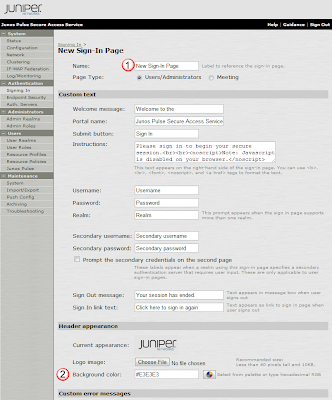 JUNIPER
NETWORKS
Junos Pulse Secure Access Service
Help | Guidance | Sign Out
System
Status
Configuration
Network
Clustering
IF-MAP Federation
Log/Monitoring
Authentication
Signing In
Endpoint Security
Auth. Servers
Administrators
Admin Realms
Admin Roles
Users
User Realms
User Roles
Resource Profiles
Resource Policies
Junos Pulse
Maintenance
System
Import/Export
Push Config
Archiving
Troubleshooting
Signing In >
New Sign-In Page
1
Name: New Sign-In Page Label to reference the sign-in page.
Page Type: Users/Administrators Meeting
Custom text
Welcome message: Welcome to the
Portal name: Junos Pulse Secure Access Service
Submit button: Sign In
Instructions: Please sign in to begin your secure
session.<br><br><noscript>Note: Javascript
is disabled on your browser.</noscript>
This text appears on the right-hand side of the sign-in page. You can use <b>,
<br>, <font>, <noscript>, and <a href> tags to format the text.
Username: Username
Password: Password
Realm: Realm This prompt appears when the sign in page supports
more than one realm.
Secondary username: Secondary username
Secondary password: Secondary password
Prompt the secondary credentials on the second page
These labels appear when a realm using this sign-in page specifies a secondary
authentication that requires user input. These are only applicable to user
sign-in pages.
Sign Out message: Your session has ended. Text appears in message box when user
signs out
Sign In link text: Click here to sign in again Text appears as link to sign in page when user
signs out
Header appearance
Current appearance: JUNIPER
NETWORKS
Logo image: Choose File No file chosen Recommended size:
Less than 40 pixels tall and 10KB.
2
Background color: #E3E3E3 Select from palette or type hexadecimal RGB
Custom error messages